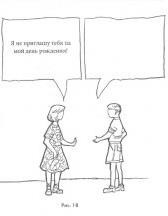 Я не приглашу тебя на
мой день рождения!
Рис. 18